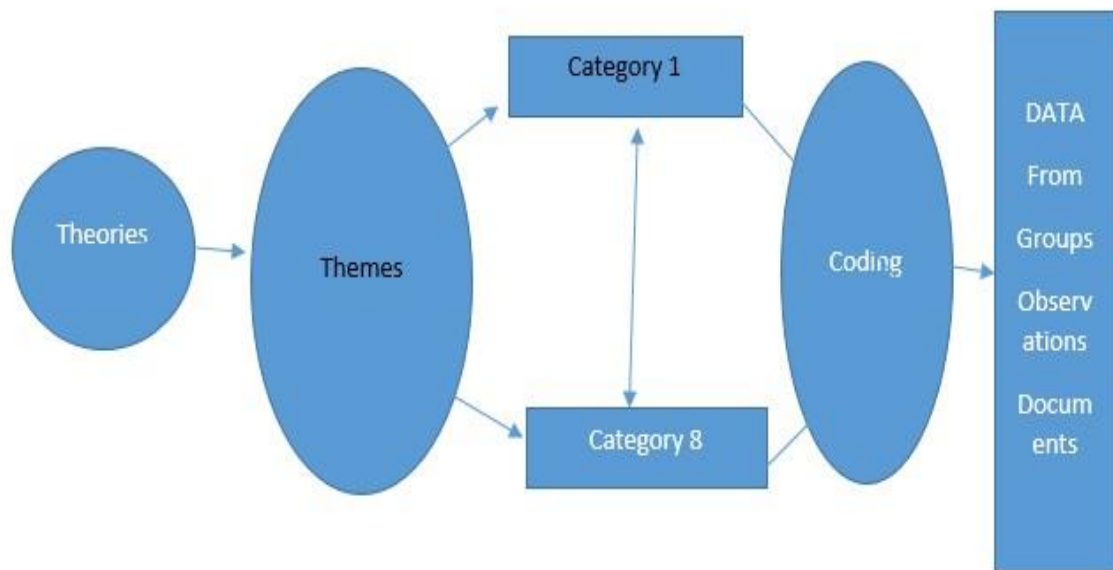 Theories
Themes
Category 1
Category 8
Coding
DATA
From
Groups
Observ
ations
Docum
ents